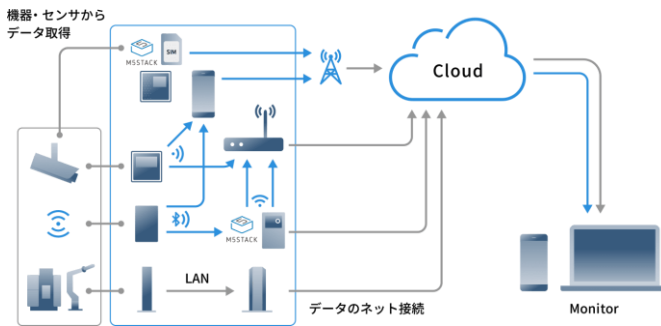 機器・センサから
データ取得
M5STACK
SIM
Cloud
M5STACK
LAN
データのネット接続
Monitor